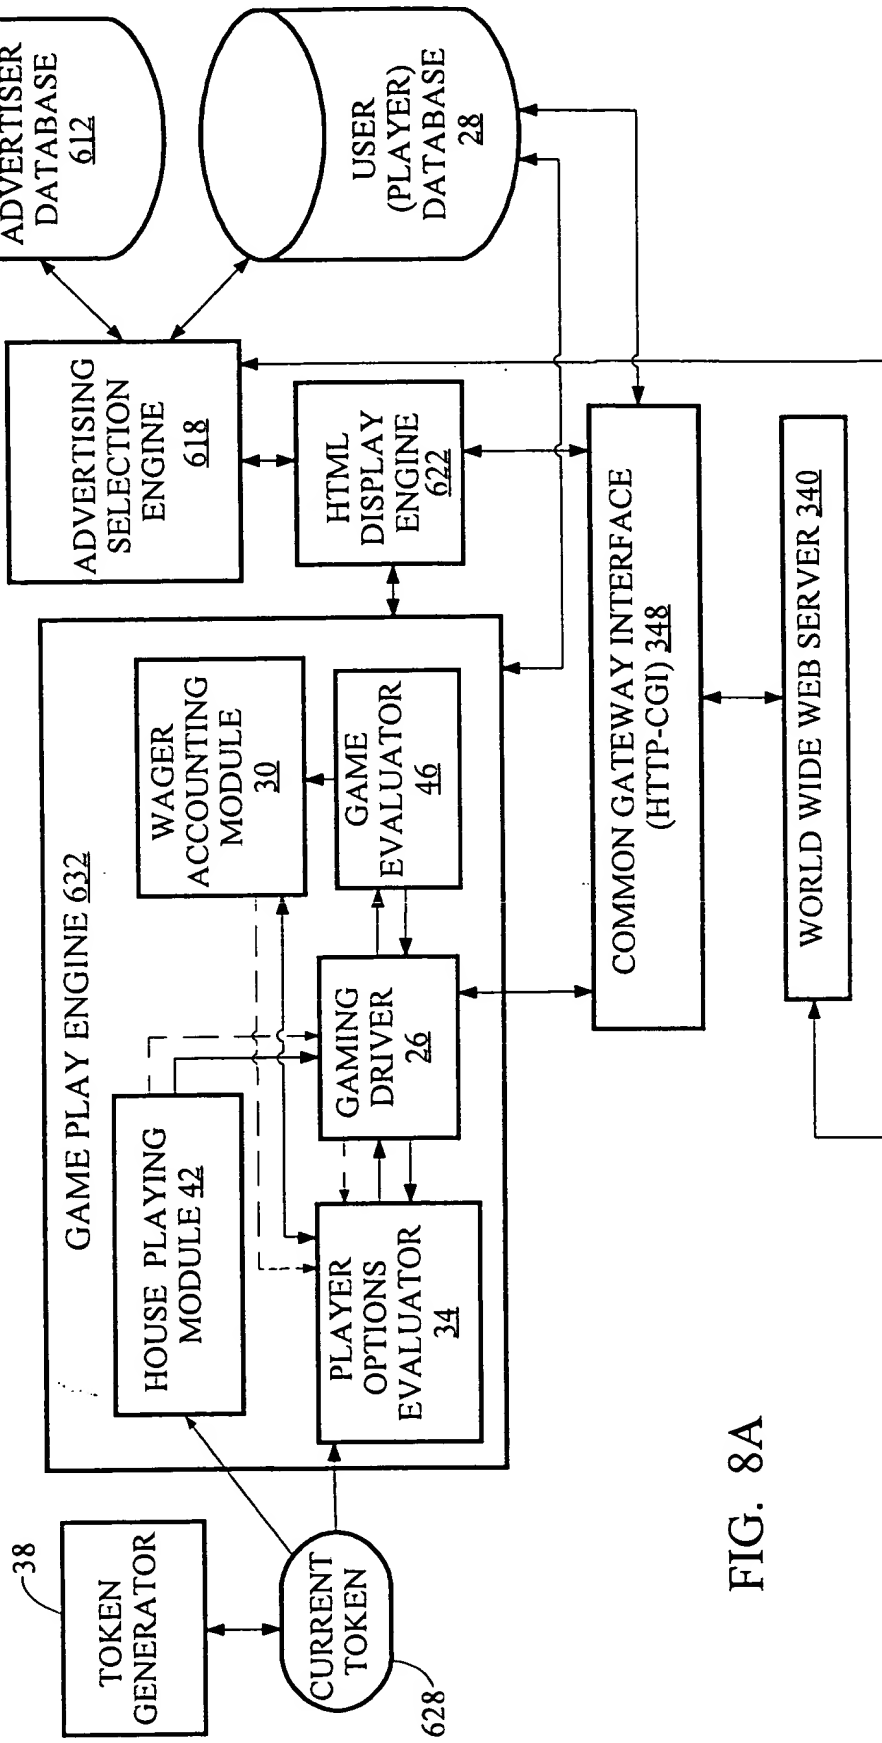 38
TOKEN
GENERATOR
CURRENT
TOKEN
628
GAME PLAY ENGINE 632
HOUSE PLAYING
MODULE 42
PLAYER
OPTIONS
EVALUATOR
34
GAMING
DRIVER
26
WAGER
ACCOUNTING
MODULE
30
GAME
EVALUATOR
46
ADVERTISING
SELECTION
ENGINE
618
HTML
DISPLAY
ENGINE
622
ADVERTISER
DATABASE
612
USER
(PLAYER)
DATABASE
28
COMMON GATEWAY INTERFACE
(HTTP-CGI) 348
WORLD WIDE WEB SERVER 340
FIG. 8A